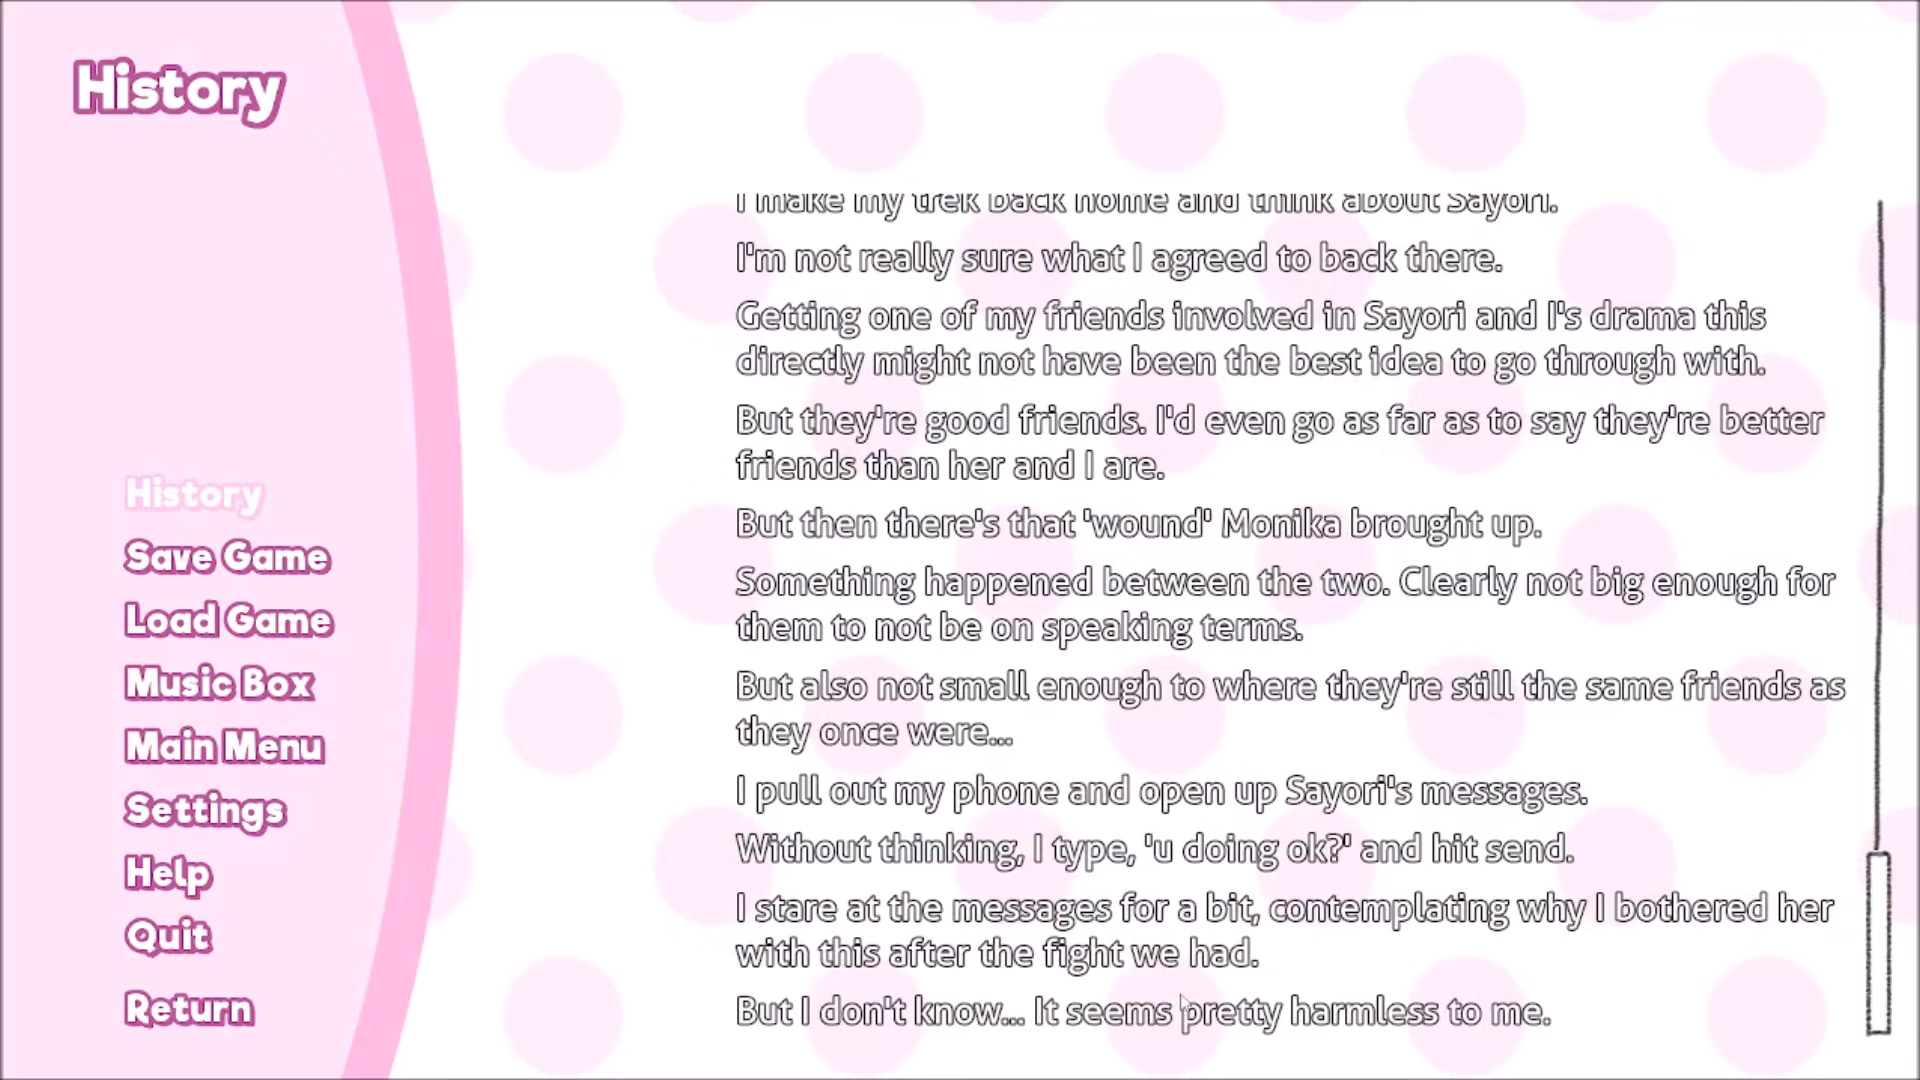 History
I make my trek back home and think about Sayori.
I'm not really sure what I agreed to back there.
Getting one of my friends involved in Sayori and I's drama this
directly might not have been the best idea to go through with.
But they're good friends. I'd even go as far as to say they're better
friends than her and I are.
But then there's that 'wound' Monika brought up.
Something happened between the two. Clearly not big enough for
them to not be on speaking terms.
But also not small enough to where they're still the same friends as
they once were...
I pull out my phone and open up Sayori's messages.
Without thinking, I type, 'u doing ok?' and hit send.
I stare at the messages for a bit, contemplating why I bothered her
with this after the fight we had.
But I don't know... It seems pretty harmless to me.
History
Save Game
Load Game
Music Box
Main Menu
Settings
Help
Quit
Return